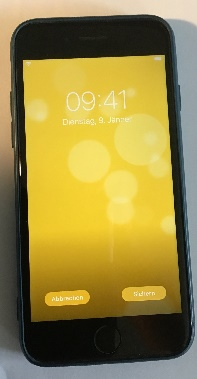 09:41
Dienstag, 9. Januar
Abbrechen
Sichern